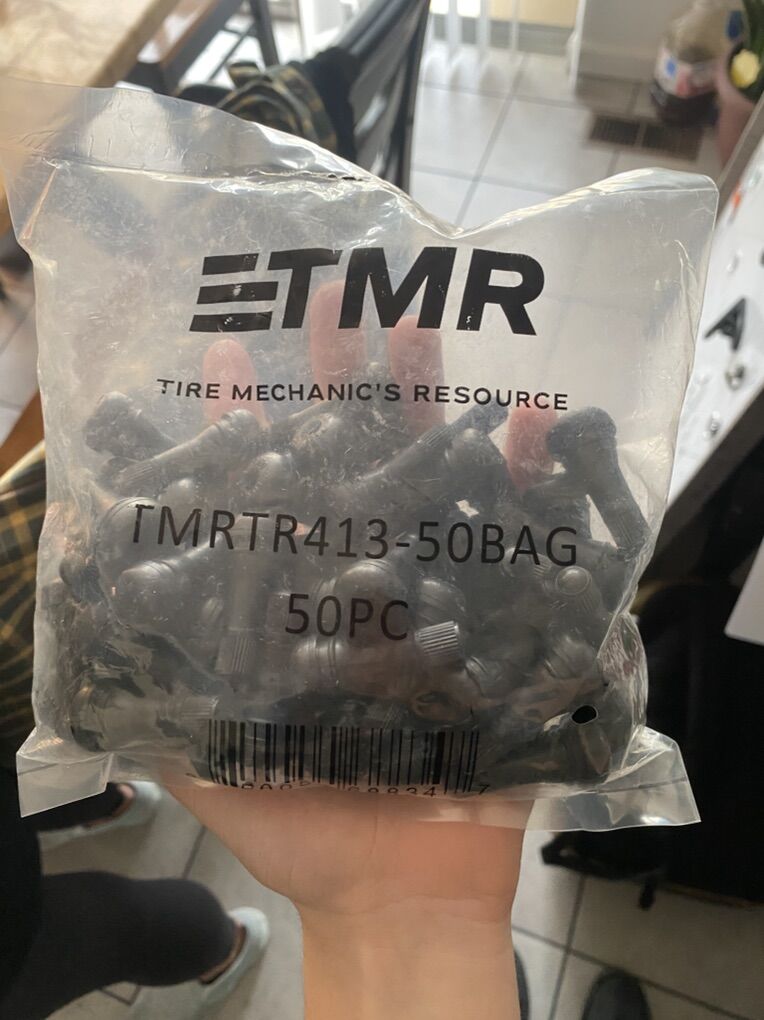 TMR
TIRE MECHANIC'S RESOURCE
TMRTR413-50BAG
50PC